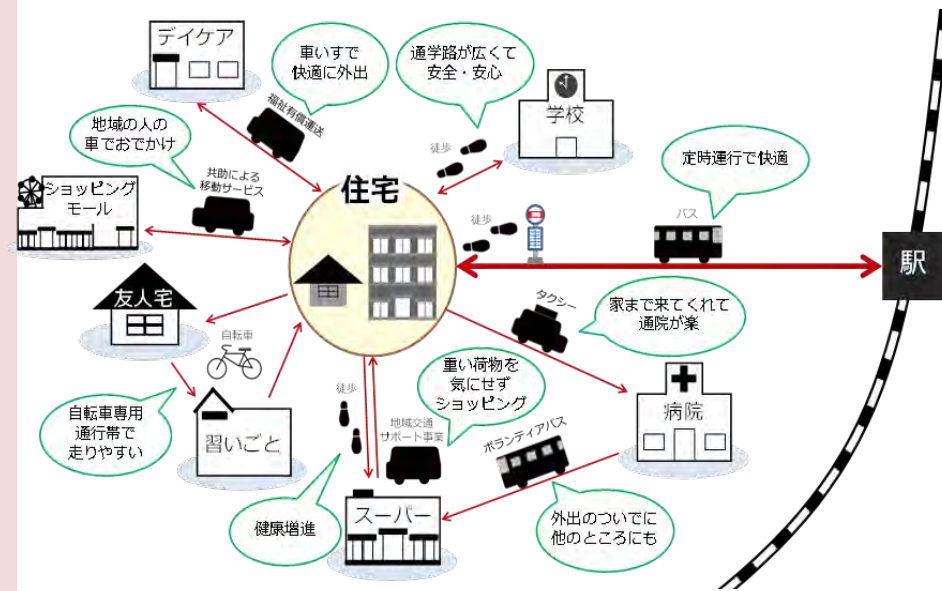 デイケア
車いすで
快適に外出
通学路が広くて
安全・安心
学校
福祉有償運送
地域の人の
車でおでかけ
徒歩
定時運行で快適
共助による
移動サービス
住宅
ショッピング
モール
徒歩
バス
駅
友人宅
タクシー
家まで来てくれて
通院が楽
自転車
重い荷物を
気にせず
ショッピング
徒歩
病院
自転車専用
通行帯で
走りやすい
習いごと
地域交通
サポート事業
ボランティアバス
スーパー
健康増進
外出のついでに
他のところにも